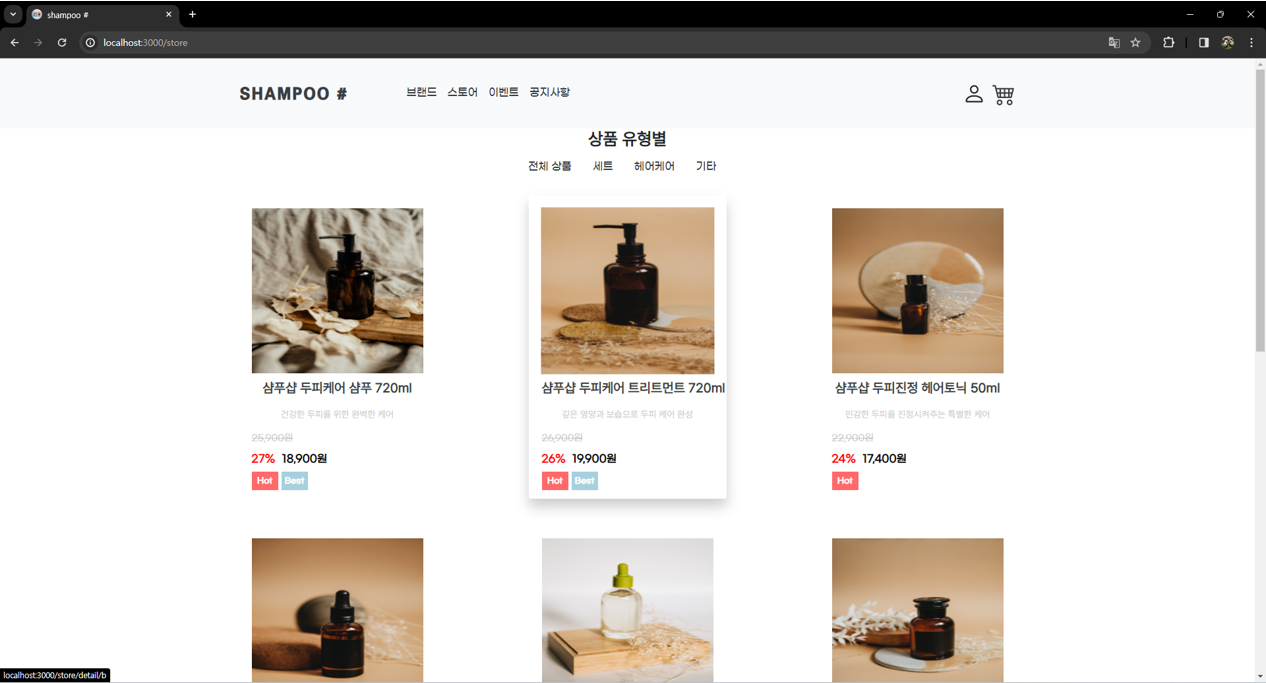 shampoo #
localhost:3000/store
SHAMPOO #
브랜드 스토어 이벤트 공지사항
상품 유형별
전체 상품 세트 헤어케어 기타
샴푸샵 두피케어 샴푸 720ml
건강한 두피를 위한 완벽한 케어
25,900원
27% 18,900원
Hot Best
샴푸샵 두피케어 트리트먼트 720ml
깊은 영양과 보습으로 두피 케어 완성
26,900원
26% 19,900원
Hot Best
샴푸샵 두피진정 헤어토닉 50ml
민감한 두피를 진정시켜주는 특별한 케어
22,900원
24% 17,400원
Hot
localhost:3000/store/detail/b